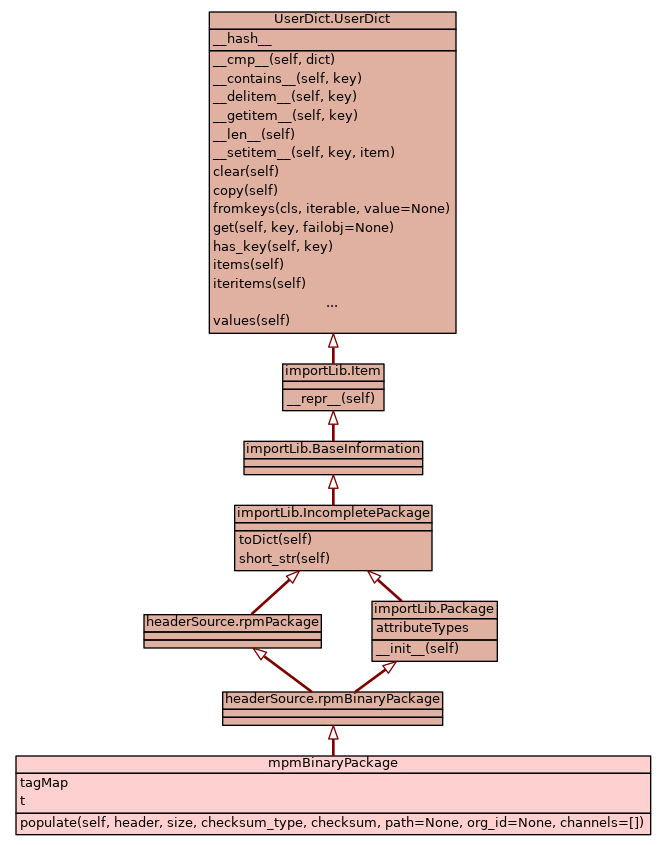 UserDict.UserDict
__hash__
__cmp__(self, dict)
__contains__(self, key)
__delitem__(self, key)
__getitem__(self, key)
__len__(self)
__setitem__(self, key, item)
clear(self)
copy(self)
fromkeys(cls, iterable, value=None)
get(self, key, failobj=None)
has_key(self, key)
items(self)
iteritems(self)
...
values(self)
importLib.Item
__repr__(self)
importLib.BaseInformation
importLib.IncompletePackage
toDict(self)
short_str(self)
headerSource.rpmPackage
importLib.Package
attributeTypes
__init__(self)
headerSource.rpmBinaryPackage
mpmBinaryPackage
tagMap
t
populate(self, header, size, checksum_type, checksum, path=None, org_id=None, channels=[])